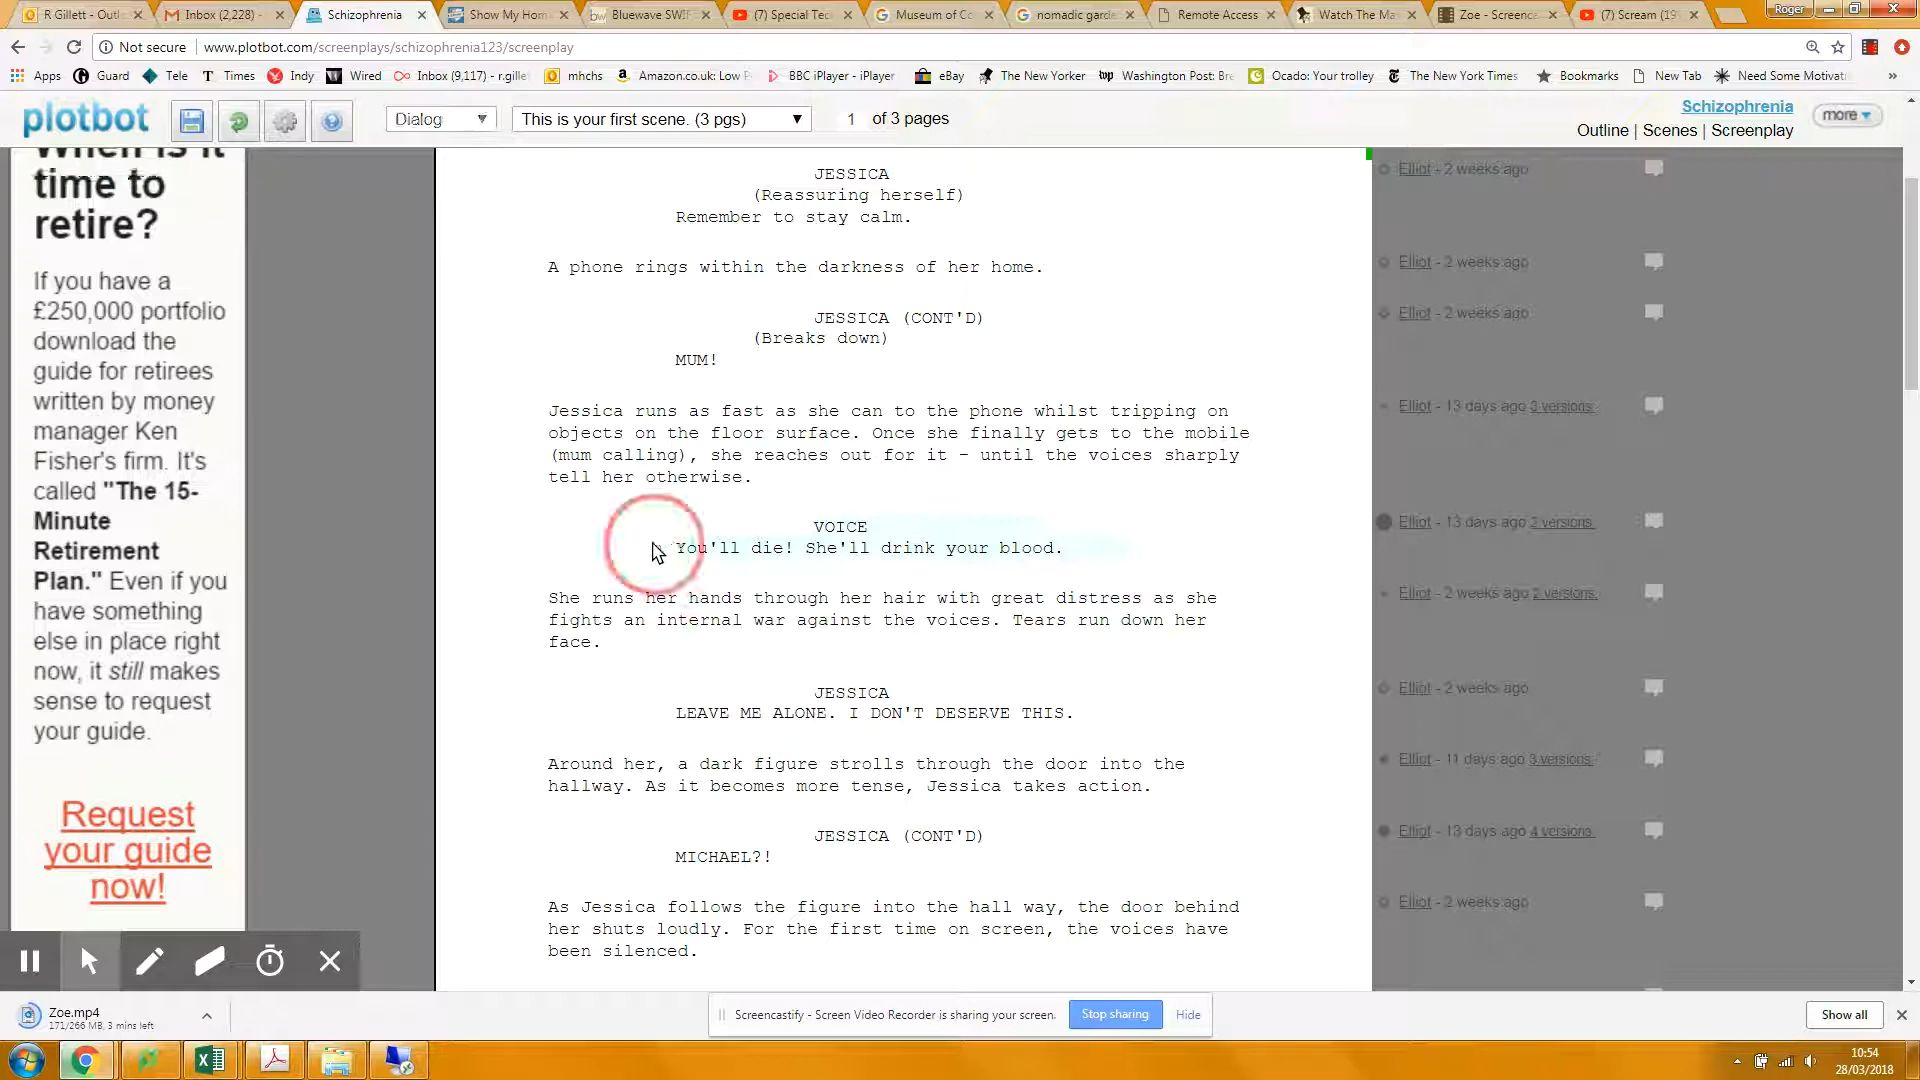 R Gillett - Outl
Inbox (2,228) -
Schizophrenia
Show My Hom
Bluewave SWIF
(7) Special Tec
Museum of Co
nomadic garde
Remote Access
Watch The Ma
Zoe - Screenca
(7) Scream (19
Roger
Not secure | www.plotbot.com/screenplays/schizophrenia123/screenplay
Apps Guard Tele Times Indy Wired Inbox (9,117) - r.gille mhchs Amazon.co.uk: Low P BBC iPlayer - iPlayer eBay The New Yorker Washington Post: Bre Ocado: Your trolley The New York Times Bookmarks New Tab Need Some Motivati »
plotbot
Dialog
This is your first scene. (3 pgs)
1 of 3 pages
Schizophrenia
more
Outline | Scenes | Screenplay
When is it
time to
retire?
If you have a
£250,000 portfolio
download the
guide for retirees
written by money
manager Ken
Fisher's firm. It's
called "The 15-
Minute
Retirement
Plan." Even if you
have something
else in place right
now, it still makes
sense to request
your guide.
Request
your guide
now!
JESSICA
(Reassuring herself)
Remember to stay calm.
A phone rings within the darkness of her home.
JESSICA (CONT'D)
(Breaks down)
MUM!
Jessica runs as fast as she can to the phone whilst tripping on
objects on the floor surface. Once she finally gets to the mobile
(mum calling), she reaches out for it - until the voices sharply
tell her otherwise.
VOICE
You'll die! She'll drink your blood.
She runs her hands through her hair with great distress as she
fights an internal war against the voices. Tears run down her
face.
JESSICA
LEAVE ME ALONE. I DON'T DESERVE THIS.
Around her, a dark figure strolls through the door into the
hallway. As it becomes more tense, Jessica takes action.
JESSICA (CONT'D)
MICHAEL?!
As Jessica follows the figure into the hall way, the door behind
her shuts loudly. For the first time on screen, the voices have
been silenced.
Elliot - 2 weeks ago
Elliot - 2 weeks ago
Elliot - 2 weeks ago
Elliot - 13 days ago 3 versions.
Elliot - 13 days ago 2 versions.
Elliot - 2 weeks ago 2 versions.
Elliot - 2 weeks ago
Elliot - 11 days ago 3 versions.
Elliot - 13 days ago 4 versions.
Elliot - 2 weeks ago
Zoe.mp4
171/266 MB, 3 mins left
Screencastify - Screen Video Recorder is sharing your screen.
Stop sharing
Hide
Show all
10:54
28/03/2018